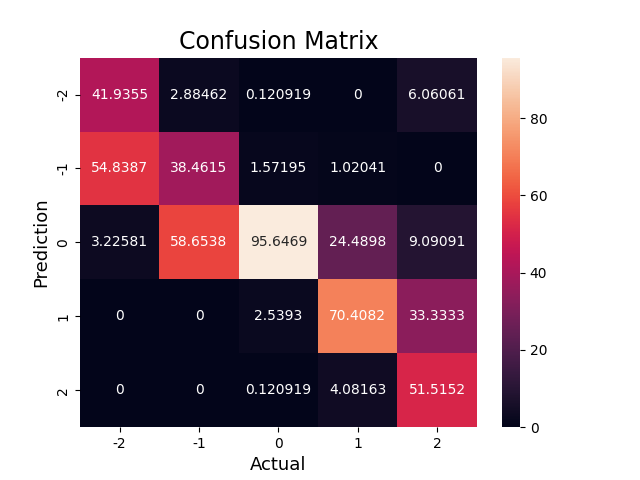 Confusion Matrix
-2 41.9355 2.88462 0.120919 0 6.06061
-1 54.8387 38.4615 1.57195 1.02041 0
0 3.22581 58.6538 95.6469 24.4898 9.09091
1 0 0 2.5393 70.4082 33.3333
2 0 0 0.120919 4.08163 51.5152
-2 -1 0 1 2
Actual
Prediction
80
60
40
20
0